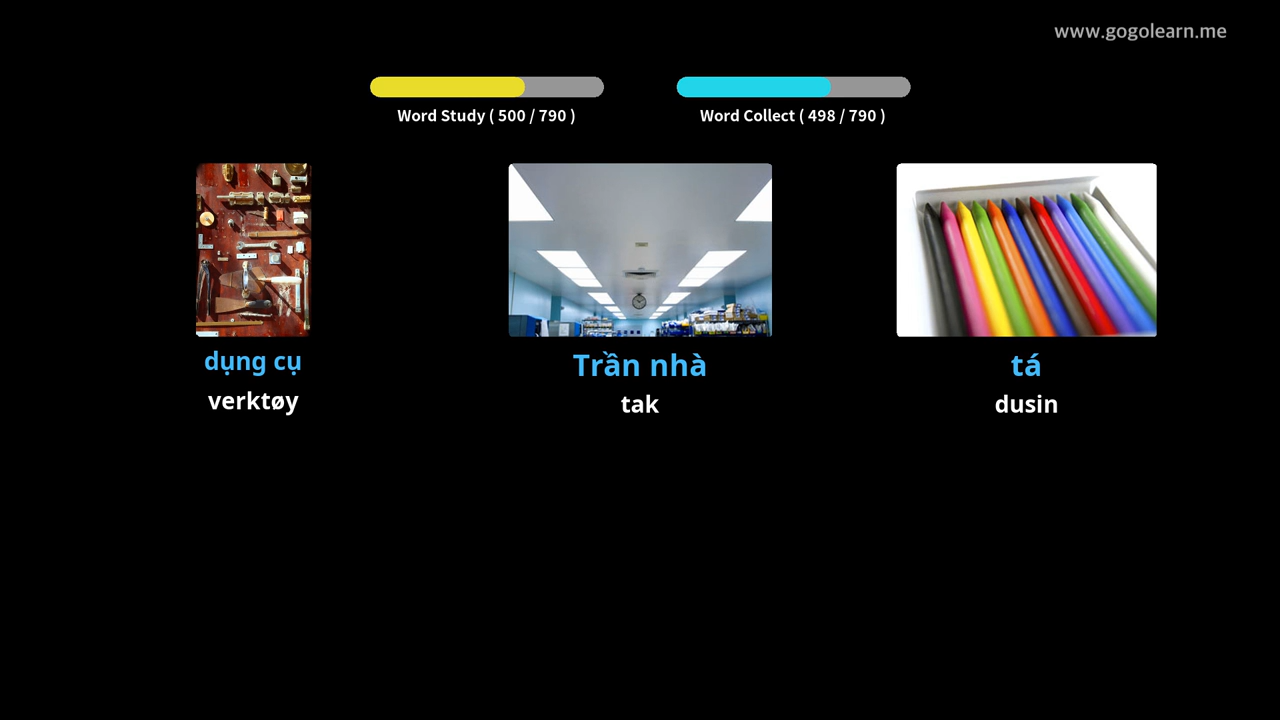 www.gogolearn.me
Word Study ( 500 / 790 )
Word Collect ( 498 / 790 )
dụng cụ
verktøy
Trần nhà
tak
tá
dusin